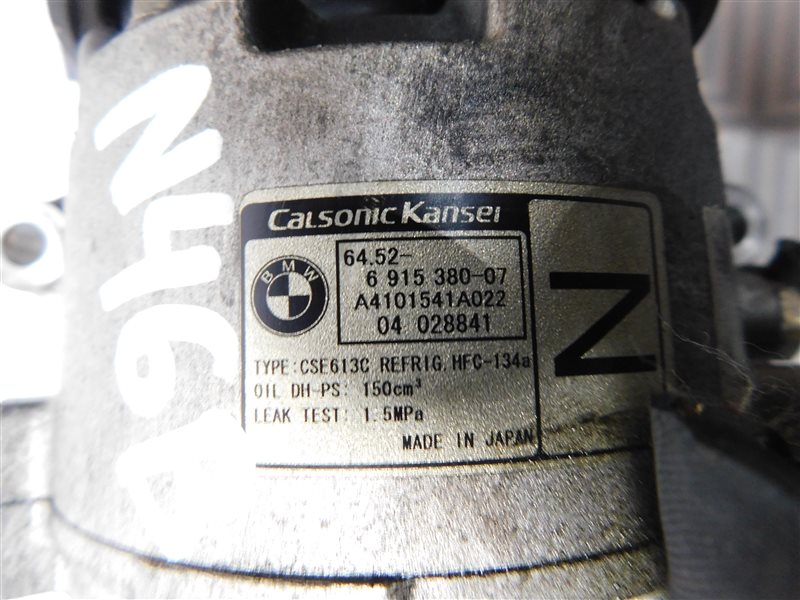 N46N
Calsonic Kansei
BMW
64.52-
6 915 380-07
A4101541A022
04 028841
TYPE:CSE613C REFRIG.HFC-134a
OIL DH-PS: 150cm³
LEAK TEST: 1.5MPa
MADE IN JAPAN
N